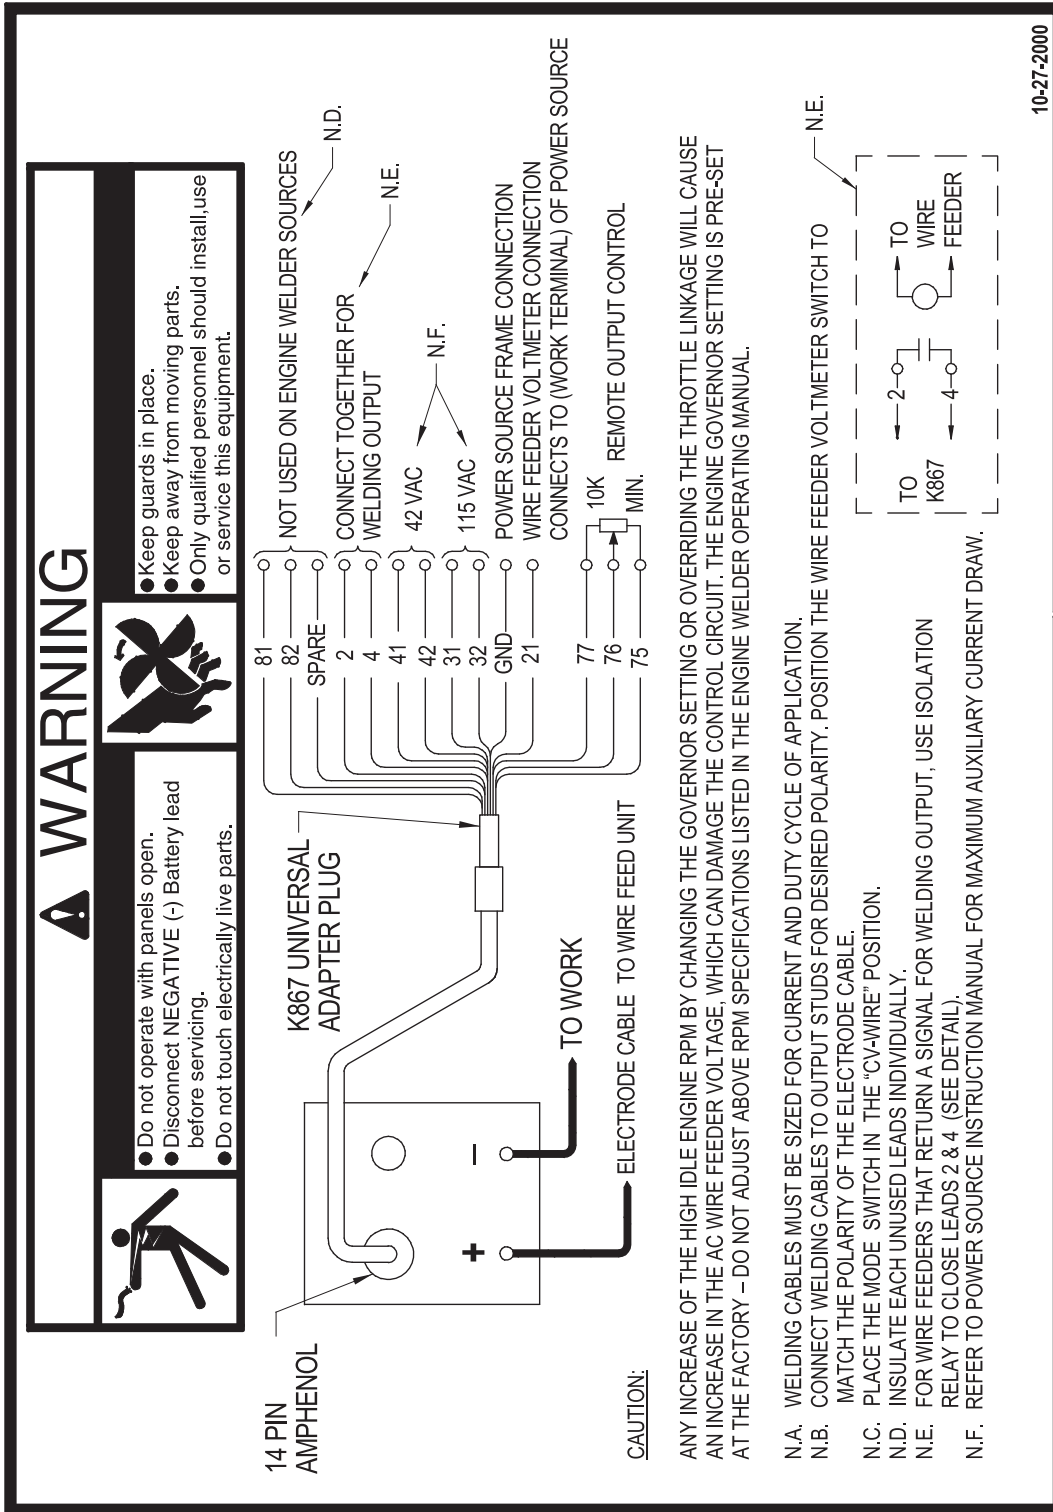 WARNING
● Do not operate with panels open.
● Disconnect NEGATIVE (-) Battery lead
before servicing.
● Do not touch electrically live parts.
● Keep guards in place.
● Keep away from moving parts.
● Only qualified personnel should install,use
or service this equipment.
14 PIN
AMPHENOL
K867 UNIVERSAL
ADAPTER PLUG
81
82
SPARE
2
4
41
42
31
32
GND
21
77
76
75
NOT USED ON ENGINE WELDER SOURCES
N.D.
CONNECT TOGETHER FOR
WELDING OUTPUT
N.E.
42 VAC
115 VAC
N.F.
POWER SOURCE FRAME CONNECTION
WIRE FEEDER VOLTMETER CONNECTION
CONNECTS TO (WORK TERMINAL) OF POWER SOURCE
10K
MIN.
REMOTE OUTPUT CONTROL
+
–
TO WORK
ELECTRODE CABLE TO WIRE FEED UNIT
CAUTION:
ANY INCREASE OF THE HIGH IDLE ENGINE RPM BY CHANGING THE GOVERNOR SETTING OR OVERRIDING THE THROTTLE LINKAGE WILL CAUSE
AN INCREASE IN THE AC WIRE FEEDER VOLTAGE, WHICH CAN DAMAGE THE CONTROL CIRCUIT. THE ENGINE GOVERNOR SETTING IS PRE-SET
AT THE FACTORY – DO NOT ADJUST ABOVE RPM SPECIFICATIONS LISTED IN THE ENGINE WELDER OPERATING MANUAL.
N.A. WELDING CABLES MUST BE SIZED FOR CURRENT AND DUTY CYCLE OF APPLICATION.
N.B. CONNECT WELDING CABLES TO OUTPUT STUDS FOR DESIRED POLARITY. POSITION THE WIRE FEEDER VOLTMETER SWITCH TO
MATCH THE POLARITY OF THE ELECTRODE CABLE.
N.C. PLACE THE MODE SWITCH IN THE "CV-WIRE" POSITION.
N.D. INSULATE EACH UNUSED LEADS INDIVIDUALLY.
N.E. FOR WIRE FEEDERS THAT RETURN A SIGNAL FOR WELDING OUTPUT, USE ISOLATION
RELAY TO CLOSE LEADS 2 & 4 (SEE DETAIL).
N.F. REFER TO POWER SOURCE INSTRUCTION MANUAL FOR MAXIMUM AUXILIARY CURRENT DRAW.
N.E.
TO
K867
2
4
TO
WIRE
FEEDER
10-27-2000